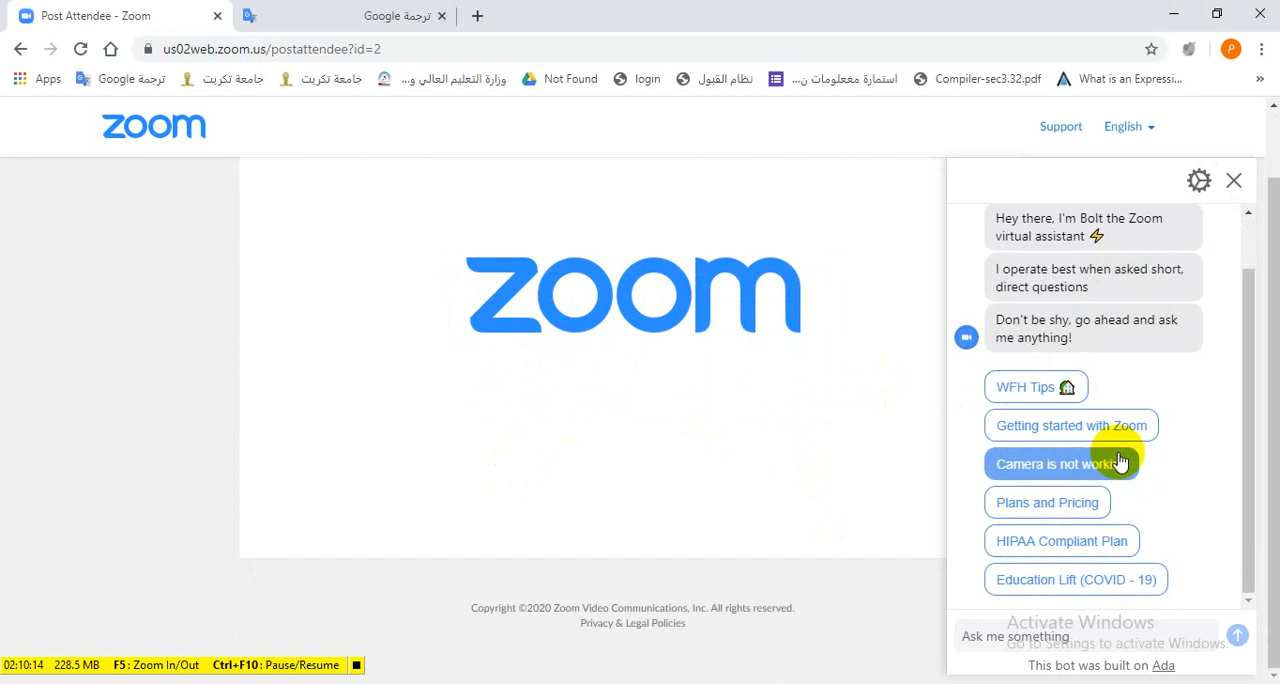 Post Attendee - Zoom
ترجمة Google
us02web.zoom.us/postattendee?id=2
P
Apps
ترجمة Google
جامعة تكريت
جامعة تكريت
وزارة التعليم العالي و...
Not Found
login
نظام القبول
استمارة مغعلومات ن...
Compiler-sec3.32.pdf
What is an Expressi...
»
zoom
Support
English
zoom
Hey there, I'm Bolt the Zoom
virtual assistant ⚡
I operate best when asked short,
direct questions
Don't be shy, go ahead and ask
me anything!
WFH Tips 🏠
Getting started with Zoom
Camera is not
Plans and Pricing
HIPAA Compliant Plan
Education Lift (COVID - 19)
Activate Windows
Ask me something
Go to Settings to activate Windows.
This bot was built on Ada
Copyright ©2020 Zoom Video Communications, Inc. All rights reserved.
Privacy & Legal Policies
02:10:14 228.5 MB F5: Zoom In/Out Ctrl+F10: Pause/Resume